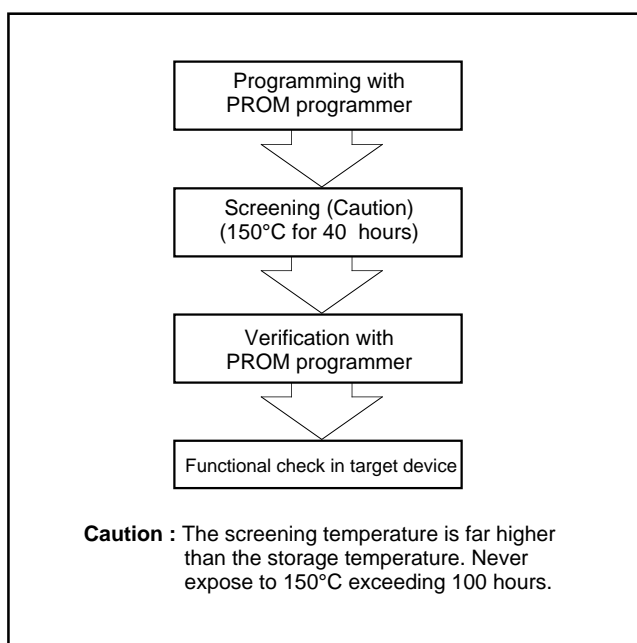 Programming with
PROM programmer
Screening (Caution)
(150°C for 40  hours)
Verification with
PROM programmer
Functional check in target device
Caution : The screening temperature is far higher
than the storage temperature. Never
expose to 150°C exceeding 100 hours.